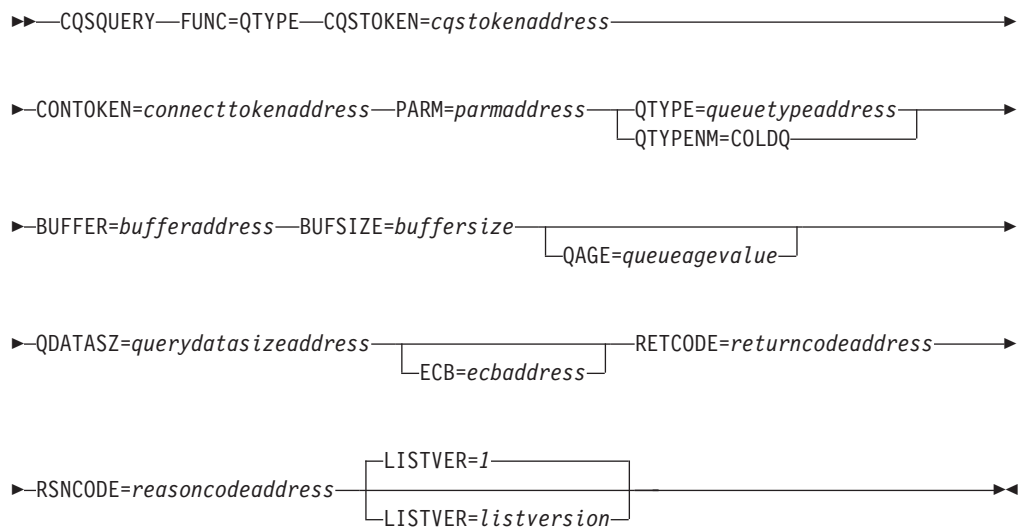 CQSQUERY FUNC=QTYPE CQSTOKEN=cqstokenaddress
CONTOKEN=connecttokenaddress PARM=parmaddress QTYPE=queuetypeaddress
QTYPENM=COLDQ
BUFFER=bufferaddress BUFSIZE=buffersize
QAGE=queueagevalue
QDATASZ=querydatasizeaddress RETCODE=returncodeaddress
ECB=ecbaddress
LISTVER=1
RSNCODE=reasoncodeaddress
LISTVER=listversion